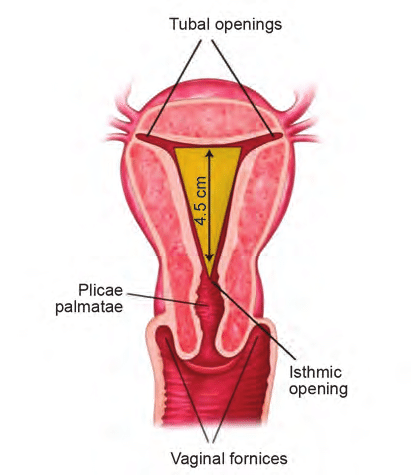 Tubal openings
4.5 cm
Plicae
palmatae
Isthmic
opening
Vaginal fornices